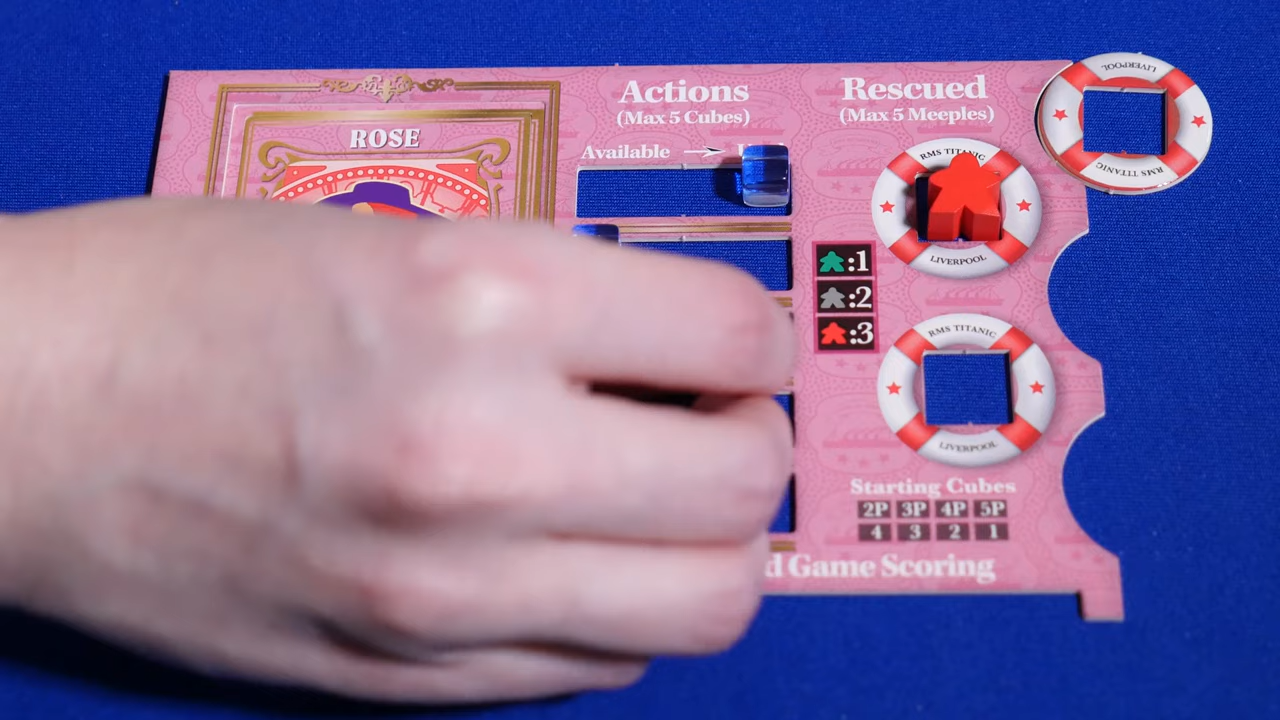 ROSE
Actions
(Max 5 Cubes)
Available
Rescued
(Max 5 Meeples)
LIVERPOOL
RMS TITANIC
RMS TITANIC
LIVERPOOL
:1
:2
:3
RMS TITANIC
LIVERPOOL
Starting Cubes
2P 3P 4P 5P
4 3 2 1
Game Scoring